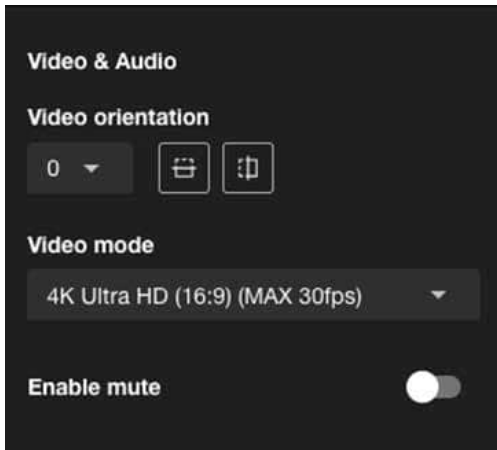 Video & Audio
Video orientation
0
Video mode
4K Ultra HD (16:9) (MAX 30fps)
Enable mute